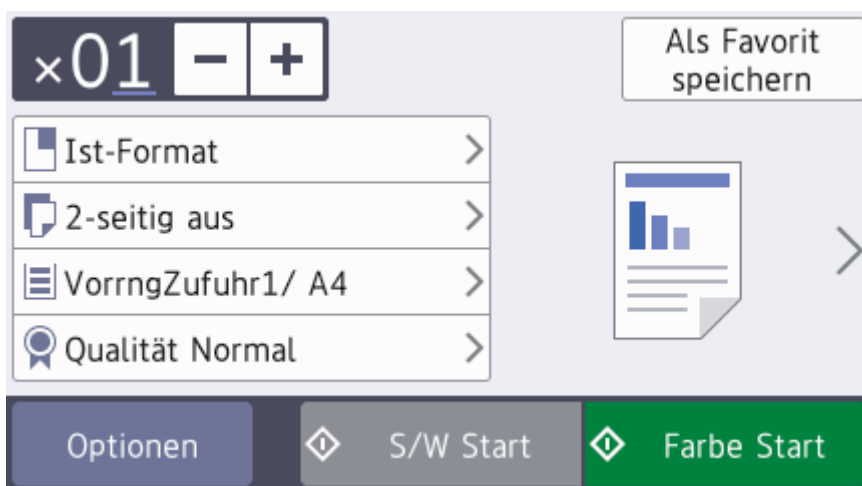 ×01 - +
Als Favorit
speichern
Ist-Format
2-seitig aus
VorrngZufuhr1/ A4
Qualität Normal
Optionen
S/W Start
Farbe Start